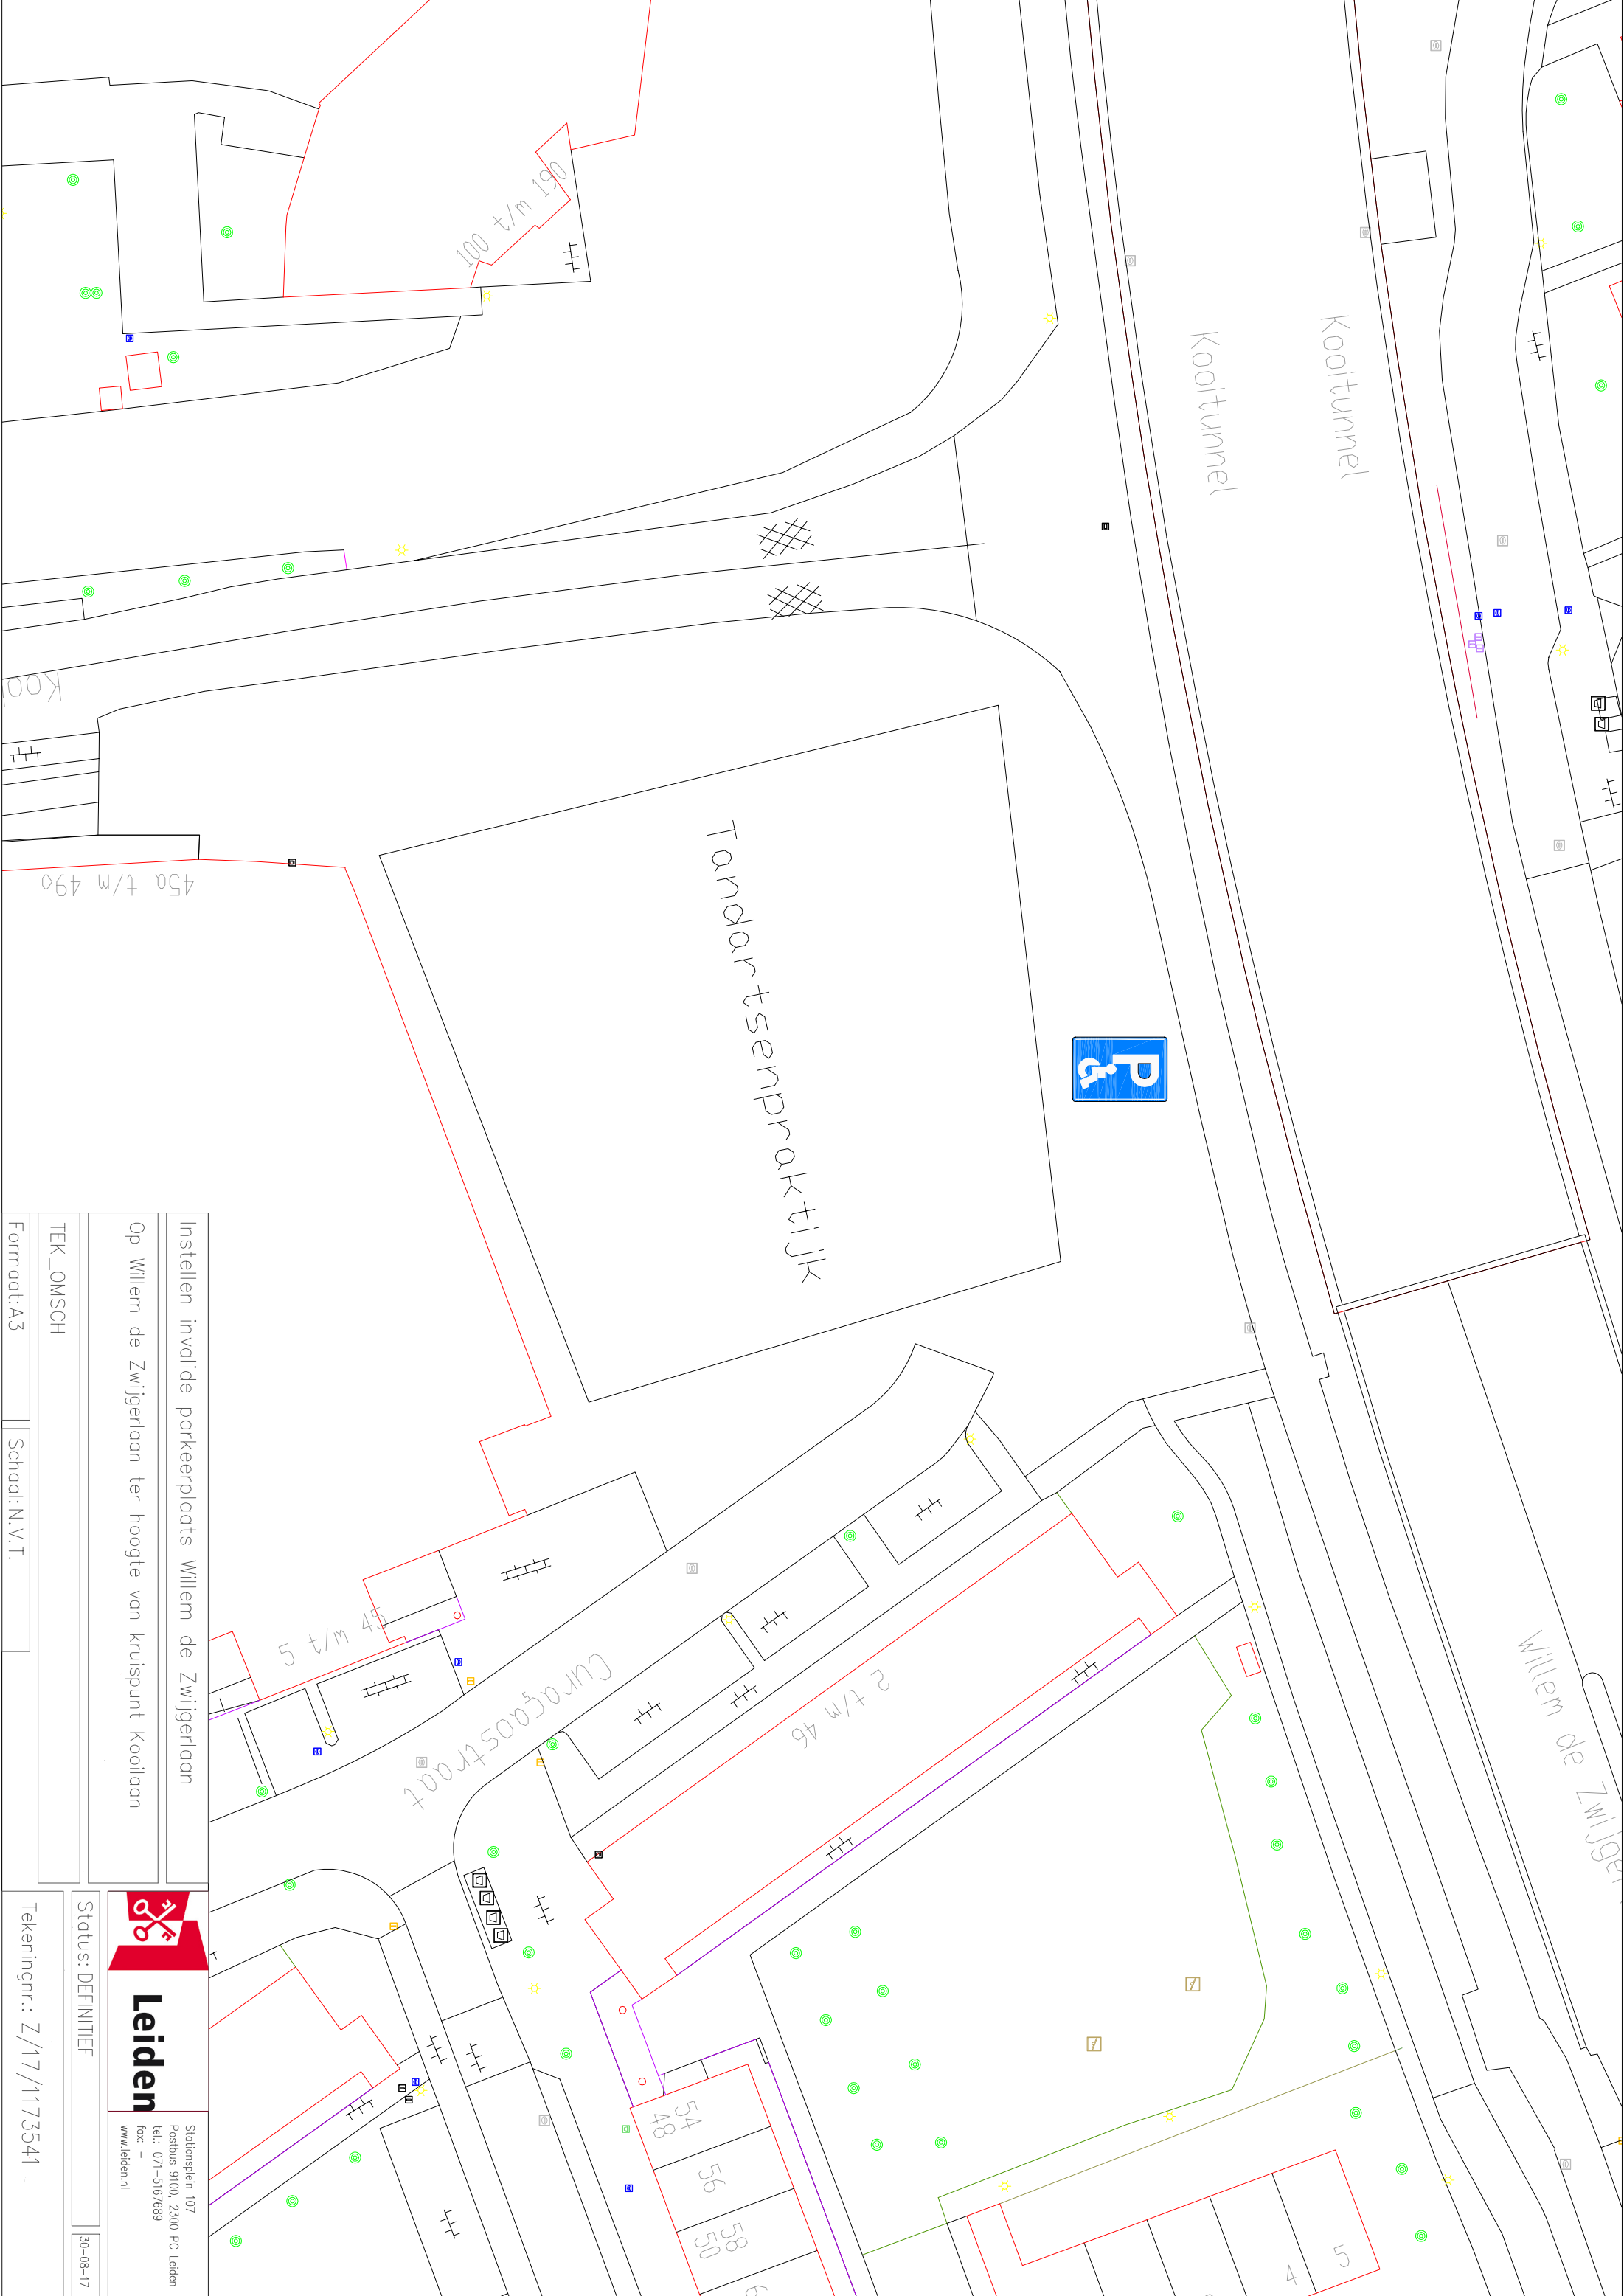 100 t/m 190
Kooitunnel
Kooitunnel
Kooi
45a t/m 49b
Tandartsenpraktijk
P
5 t/m 45
Curaçaostraat
2 t/m 46
Willem de Zwijger
54
48
56
58
50
6
4
5
Instellen invalide parkeerplaats Willem de Zwijgerlaan
Op Willem de Zwijgerlaan ter hoogte van kruispunt Kooilaan
TEK_OMSCH
Formaat:A3
Schaal:N.V.T.
Leiden
Stationsplein 107
Postbus 9100, 2300 PC Leiden
tel.: 071-5167689
fax: -
www.leiden.nl
Status: DEFINITIEF
30-08-17
Tekeningnr.: Z/17/1173541